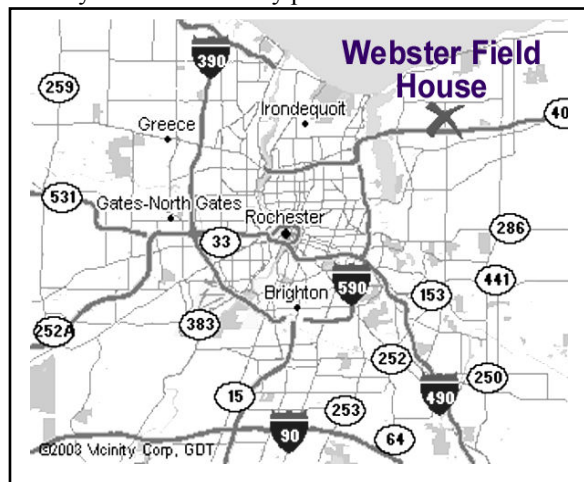 Webster Field
House
390
259
Irondequoit
Greece
40
531
Gates-North Gates
Rochester
33
286
441
590
Brighton
153
252A
383
252
250
15
253
490
90
64
©2003 Vicinity Corp, GDT